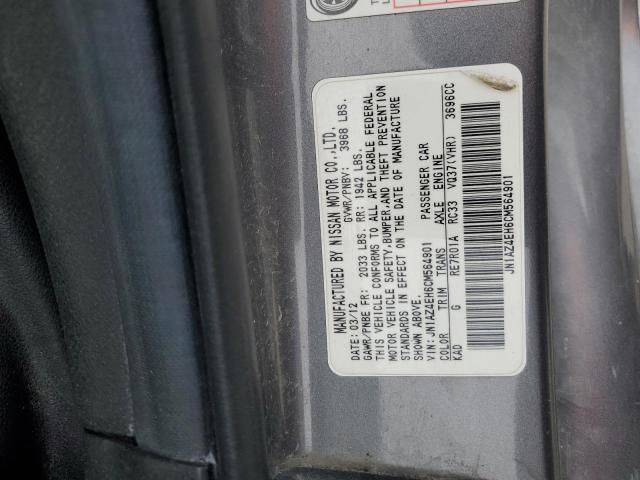 MANUFACTURED BY NISSAN MOTOR CO.,LTD.
DATE: 03/12 GVWR/PNBV: 3968 LBS.
GAWR/PNBE FR: 2033 LBS. RR: 1942 LBS.
THIS VEHICLE CONFORMS TO ALL APPLICABLE FEDERAL
MOTOR VEHICLE SAFETY,BUMPER,AND THEFT PREVENTION
STANDARDS IN EFFECT ON THE DATE OF MANUFACTURE
SHOWN ABOVE.
VIN: JN1AZ4EH6CM564901 PASSENGER CAR
COLOR TRIM TRANS AXLE ENGINE
KAD G RE7R01A RC33 VQ37(VHR) 3696CC
JN1AZ4EH6CM564901